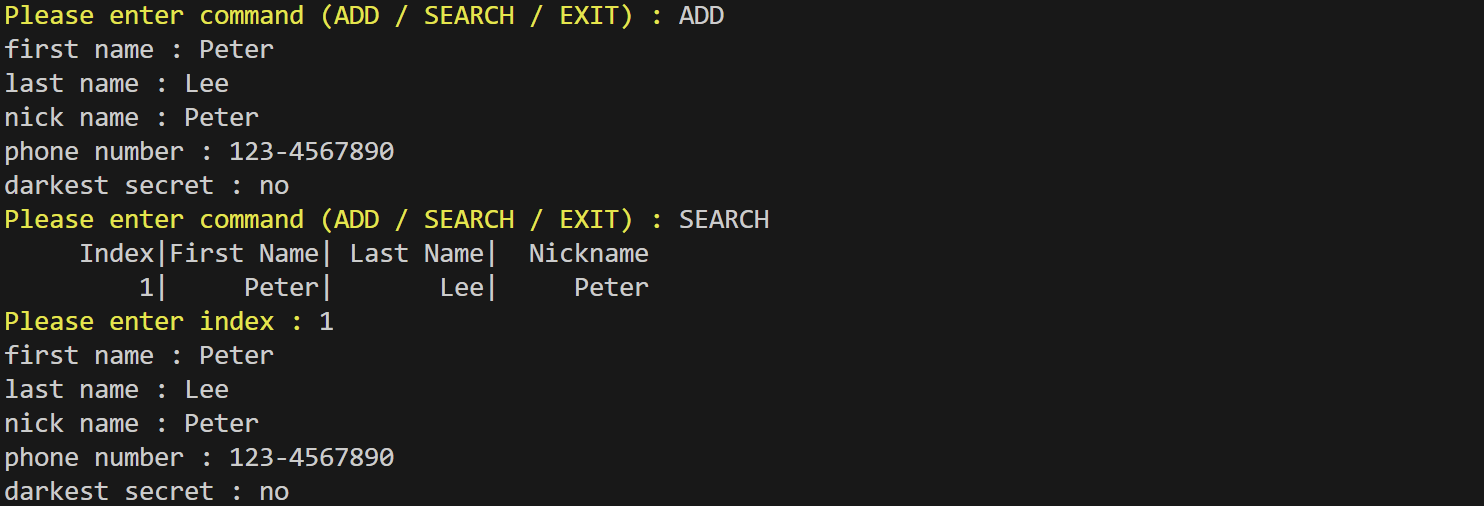 Please enter command (ADD / SEARCH / EXIT) : ADD
first name : Peter
last name : Lee
nick name : Peter
phone number : 123-4567890
darkest secret : no
Please enter command (ADD / SEARCH / EXIT) : SEARCH
     Index|First Name| Last Name|  Nickname
         1|     Peter|       Lee|     Peter
Please enter index : 1
first name : Peter
last name : Lee
nick name : Peter
phone number : 123-4567890
darkest secret : no